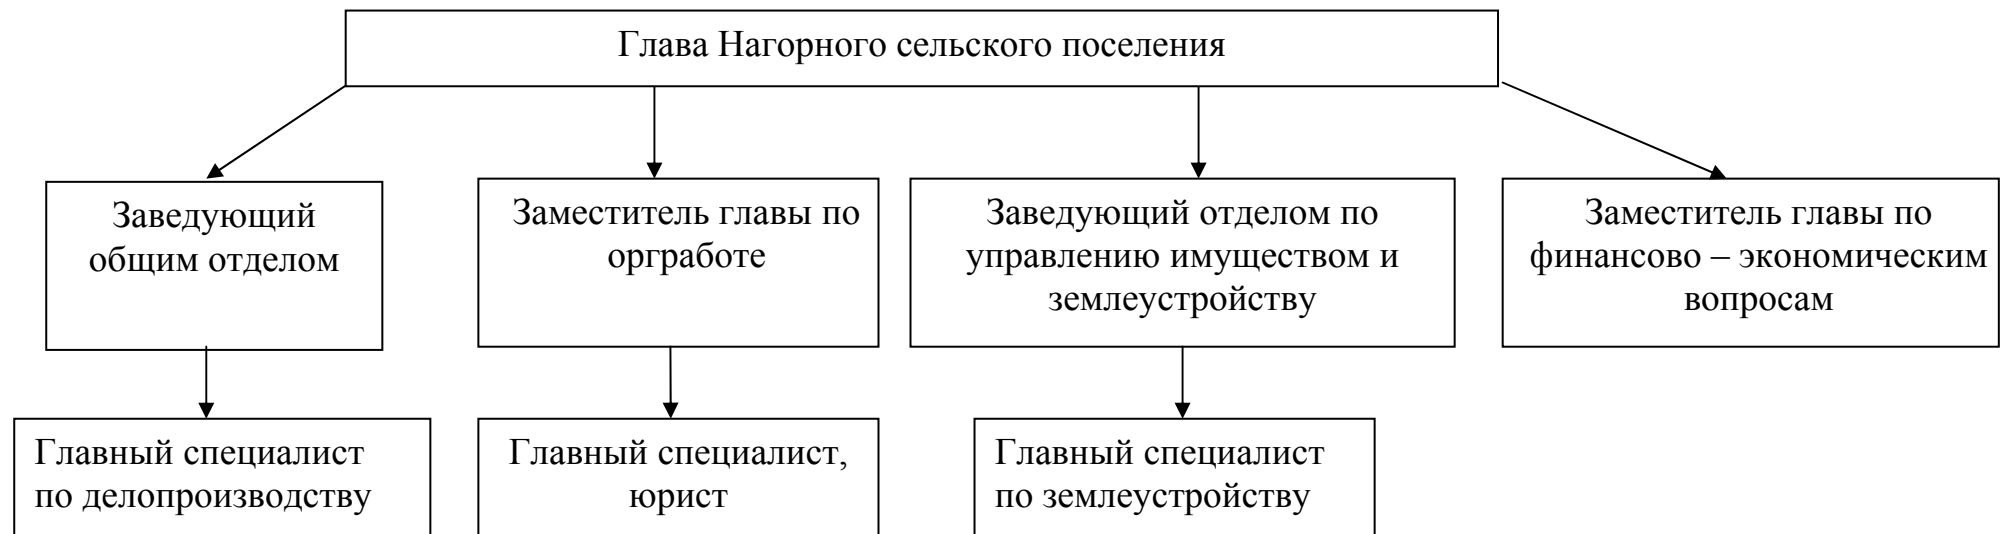 Глава Нагорного сельского поселения
Заведующий
общим отделом
Заместитель главы по
оргработе
Заведующий отделом по
управлению имуществом и
землеустройству
Заместитель главы по
финансово – экономическим
вопросам
Главный специалист
по делопроизводству
Главный специалист,
юрист
Главный специалист
по землеустройству